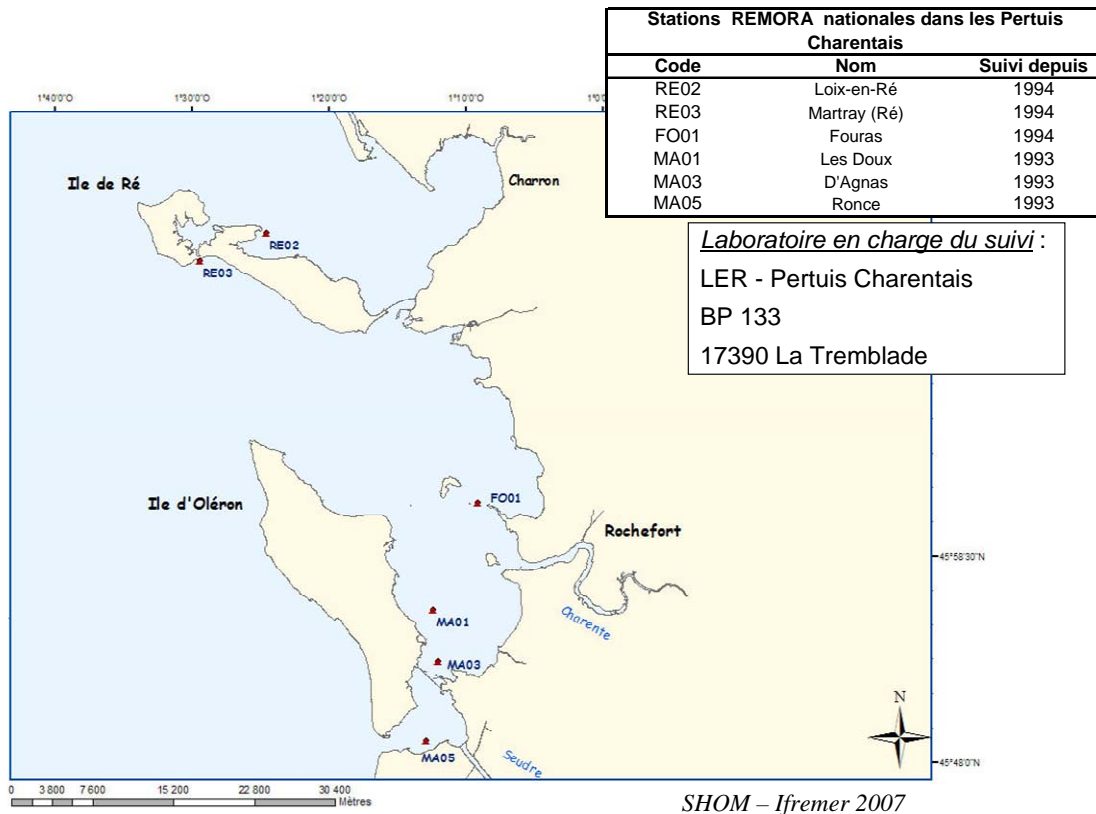 Stations REMORA nationales dans les Pertuis
Charentais
Code Nom Suivi depuis
RE02 Loix-en-Ré 1994
RE03 Martray (Ré) 1994
FO01 Fouras 1994
MA01 Les Doux 1993
MA03 D'Agnas 1993
MA05 Ronce 1993
Laboratoire en charge du suivi :
LER - Pertuis Charentais
BP 133
17390 La Tremblade
1°40'0"O 1°30'0"O 1°20'0"O 1°10'0"O
Ile de Ré
Charron
RE02
RE03
Ile d'Oléron
FO01
Rochefort
45°58'30"N
MA01
Charente
MA03
N
MA05
Seudre
45°48'0"N
0 3 800 7 600 15 200 22 800 30 400
Mètres
SHOM – Ifremer 2007